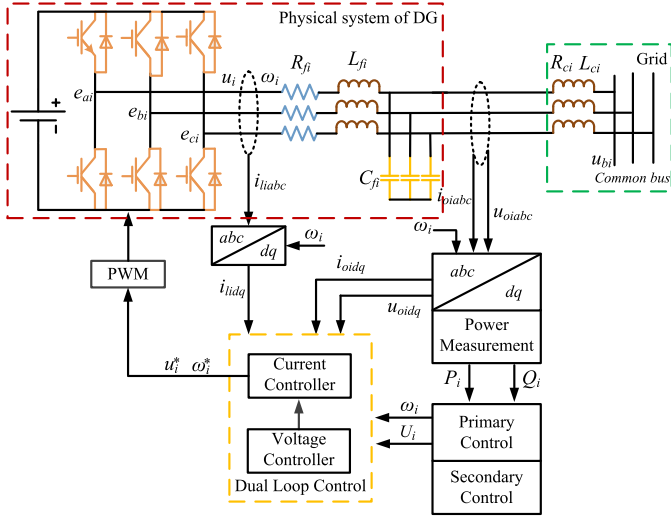 Physical system of DG
Grid
R_fi
L_fi
R_ci L_ci
u_i
ω_i
e_ai
e_bi
e_ci
+
-
C_fi
u_bi
Common bus
i_liabc
i_oiabc
u_oiabc
ω_i
abc
dq
ω_i
abc
dq
PWM
i_lidq
i_oidq
u_oidq
Power
Measurement
P_i
Q_i
u_i^*
ω_i^*
Current
Controller
Voltage
Controller
Dual Loop Control
ω_i
U_i
Primary
Control
Secondary
Control